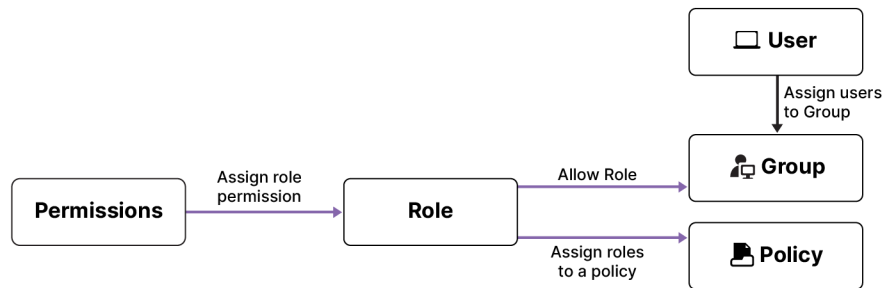 User
Assign users
to Group
Group
Allow Role
Assign role
permission
Permissions
Role
Assign roles
to a policy
Policy